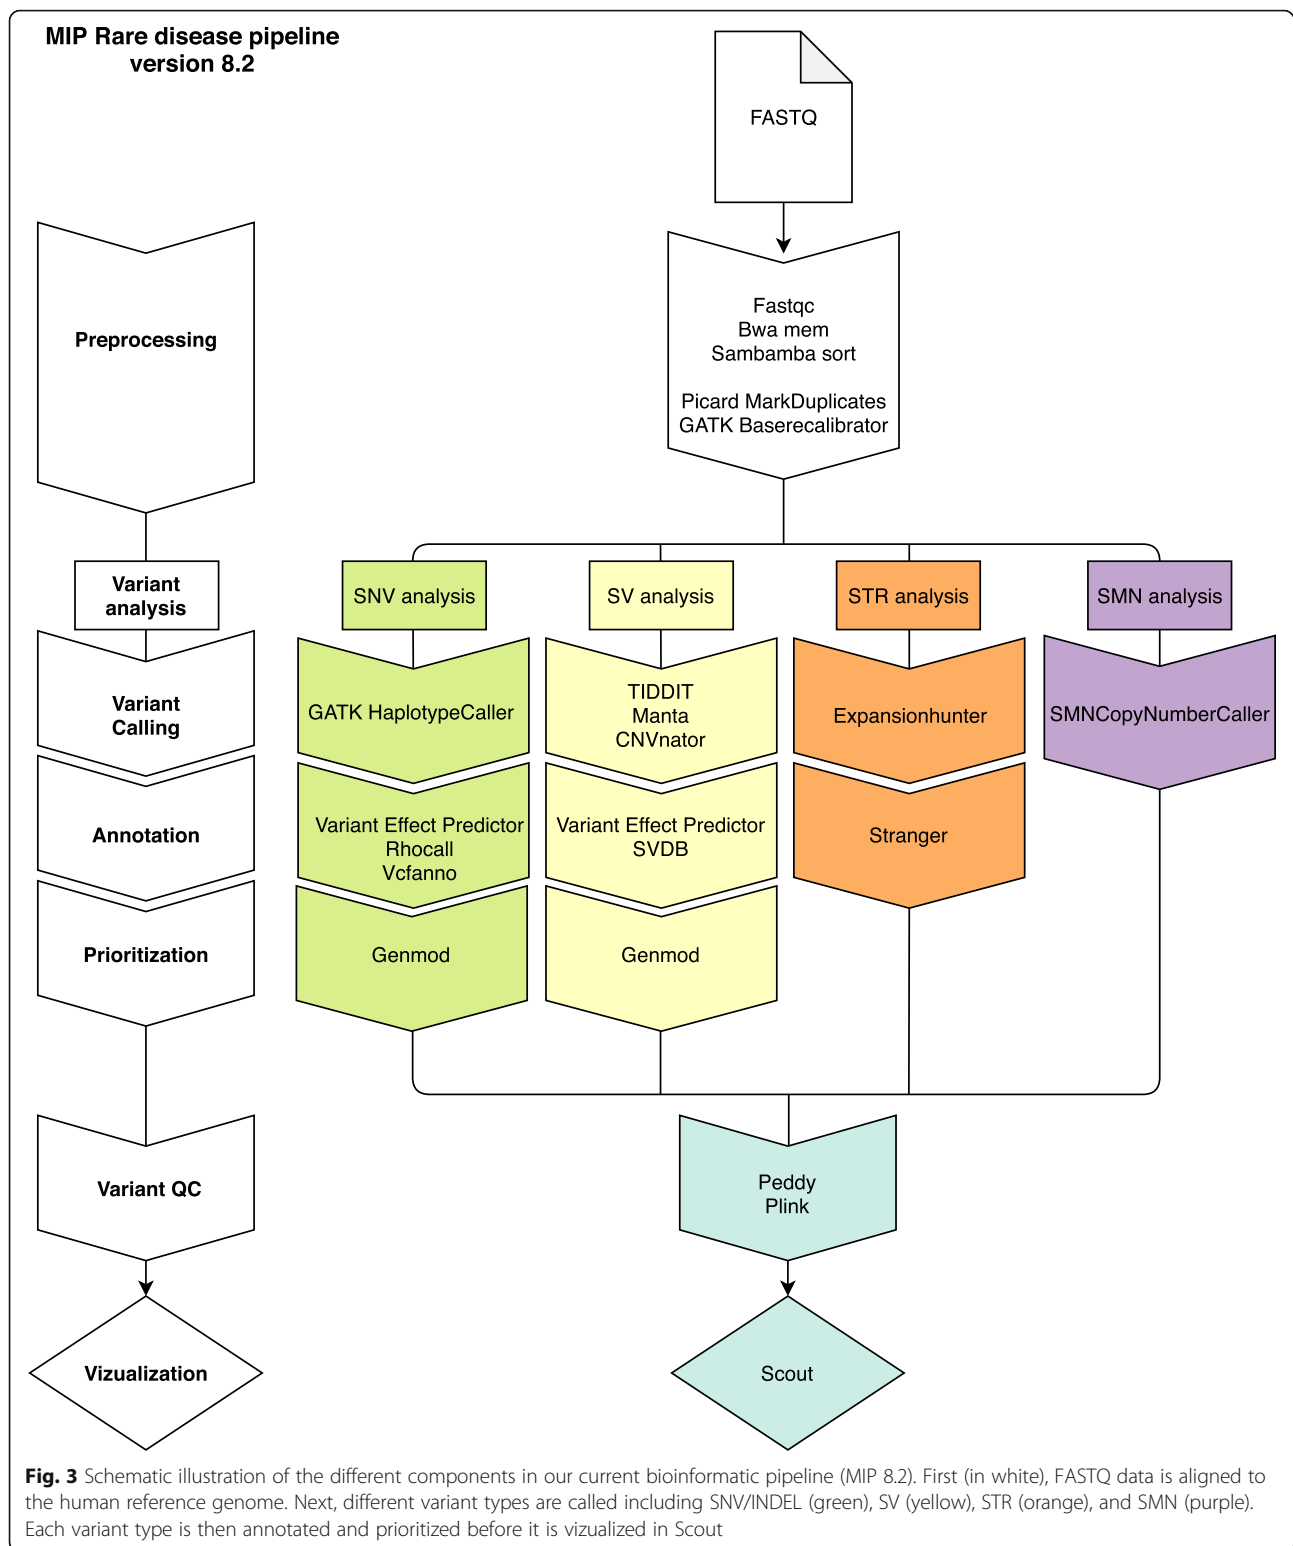 MIP Rare disease pipeline
version 8.2
FASTQ
Preprocessing
Fastqc
Bwa mem
Sambamba sort
Picard MarkDuplicates
GATK Baserecalibrator
Variant
analysis
SNV analysis
SV analysis
STR analysis
SMN analysis
Variant
Calling
GATK HaplotypeCaller
TIDDIT
Manta
CNVnator
Expansionhunter
SMNCopyNumberCaller
Annotation
Variant Effect Predictor
Rhocall
Vcfanno
Variant Effect Predictor
SVDB
Stranger
Prioritization
Genmod
Genmod
Variant QC
Peddy
Plink
Vizualization
Scout
Fig. 3 Schematic illustration of the different components in our current bioinformatic pipeline (MIP 8.2). First (in white), FASTQ data is aligned to
the human reference genome. Next, different variant types are called including SNV/INDEL (green), SV (yellow), STR (orange), and SMN (purple).
Each variant type is then annotated and prioritized before it is vizualized in Scout